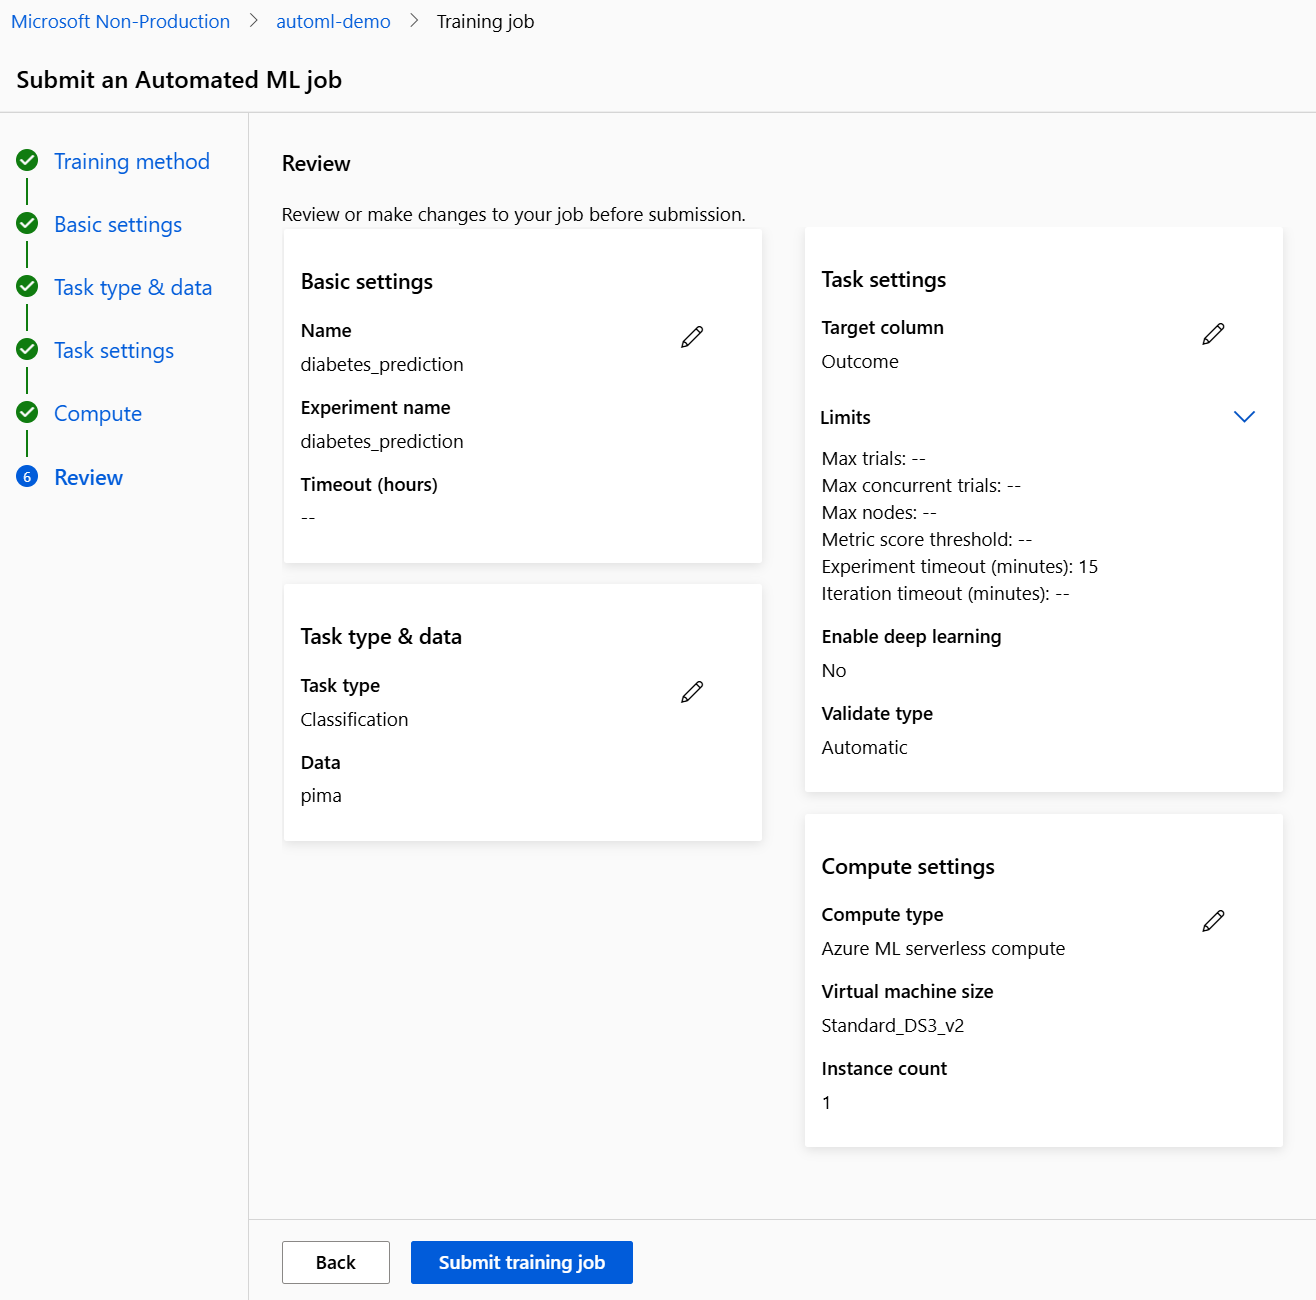 Microsoft Non-Production > automl-demo > Training job
Submit an Automated ML job
Training method
Basic settings
Task type & data
Task settings
Compute
6 Review
Review
Review or make changes to your job before submission.
Basic settings
Name
diabetes_prediction
Experiment name
diabetes_prediction
Timeout (hours)
--
Task type & data
Task type
Classification
Data
pima
Task settings
Target column
Outcome
Limits
Max trials: --
Max concurrent trials: --
Max nodes: --
Metric score threshold: --
Experiment timeout (minutes): 15
Iteration timeout (minutes): --
Enable deep learning
No
Validate type
Automatic
Compute settings
Compute type
Azure ML serverless compute
Virtual machine size
Standard_DS3_v2
Instance count
1
Back
Submit training job